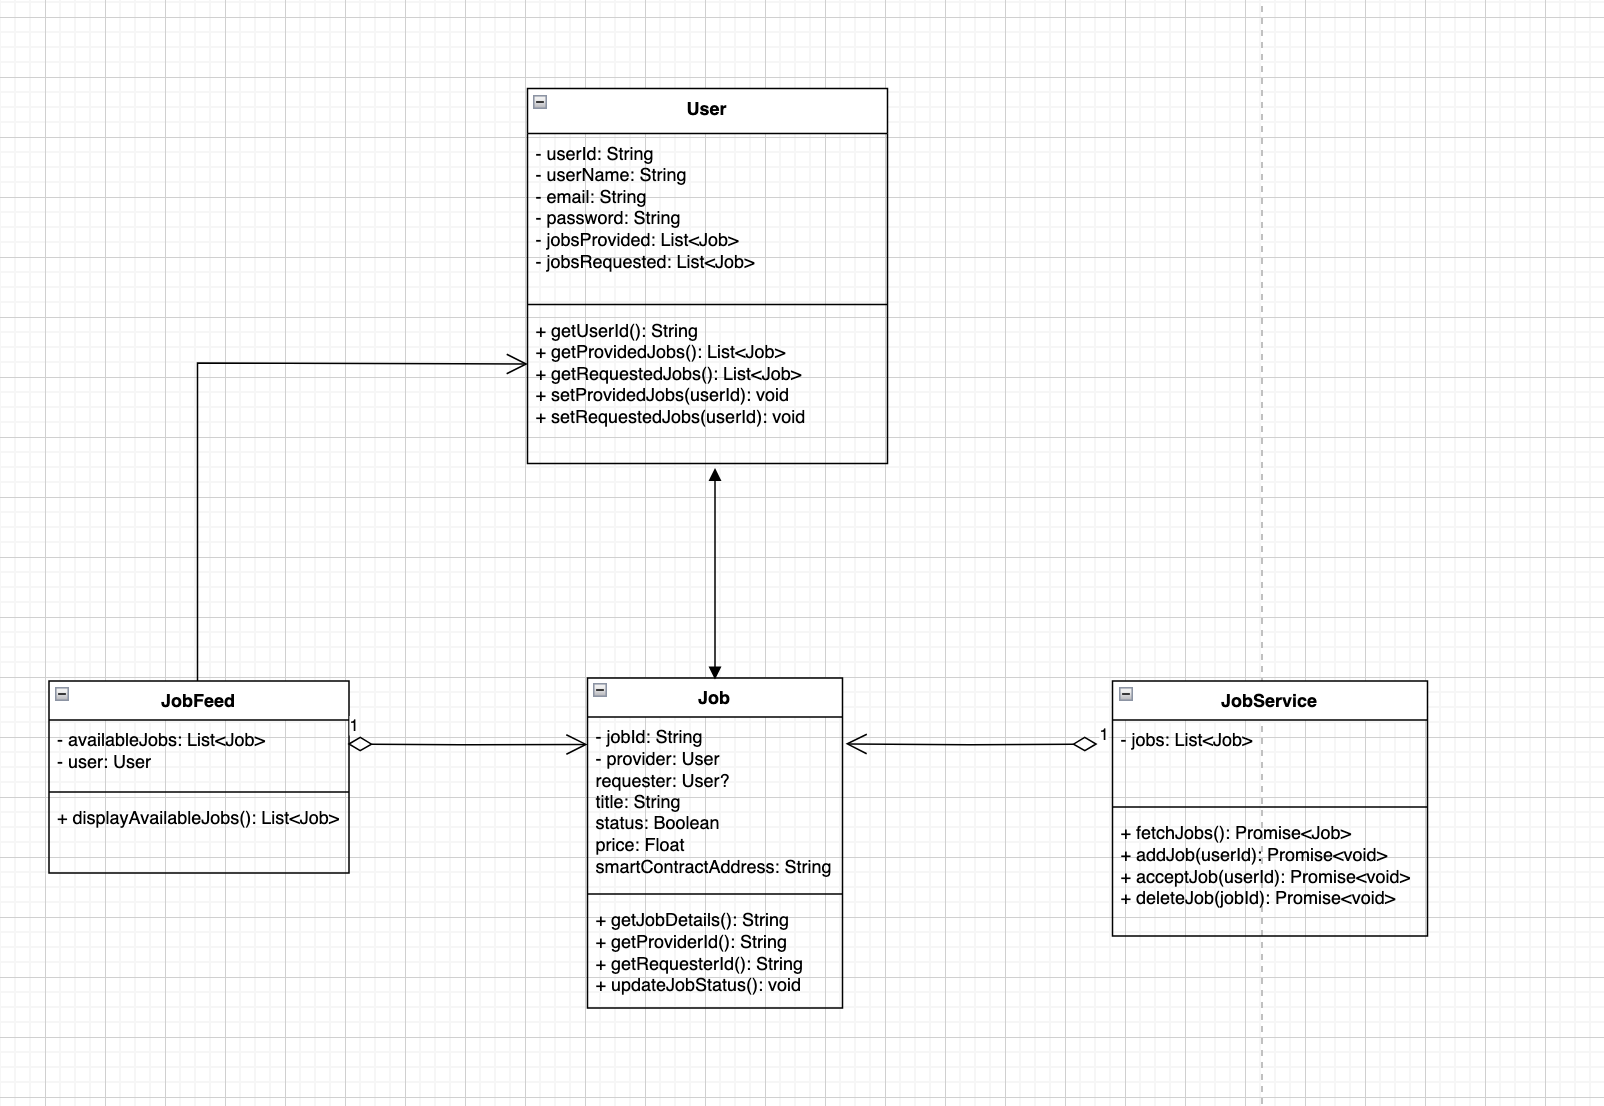 User
- userId: String
- userName: String
- email: String
- password: String
- jobsProvided: List<Job>
- jobsRequested: List<Job>
+ getUserId(): String
+ getProvidedJobs(): List<Job>
+ getRequestedJobs(): List<Job>
+ setProvidedJobs(userId): void
+ setRequestedJobs(userId): void
JobFeed
- availableJobs: List<Job>
- user: User
+ displayAvailableJobs(): List<Job>
1
Job
- jobId: String
- provider: User
requester: User?
title: String
status: Boolean
price: Float
smartContractAddress: String
+ getJobDetails(): String
+ getProviderId(): String
+ getRequesterId(): String
+ updateJobStatus(): void
1
JobService
- jobs: List<Job>
+ fetchJobs(): Promise<Job>
+ addJob(userId): Promise<void>
+ acceptJob(userId): Promise<void>
+ deleteJob(jobId): Promise<void>